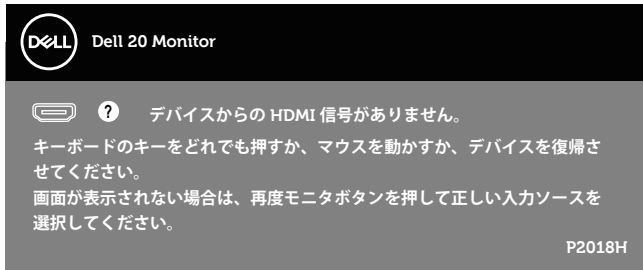 DELL
Dell 20 Monitor
? デバイスからの HDMI 信号がありません。
キーボードのキーをどれでも押すか、マウスを動かすか、デバイスを復帰さ
せてください。
画面が表示されない場合は、再度モニタボタンを押して正しい入力ソースを
選択してください。
P2018H